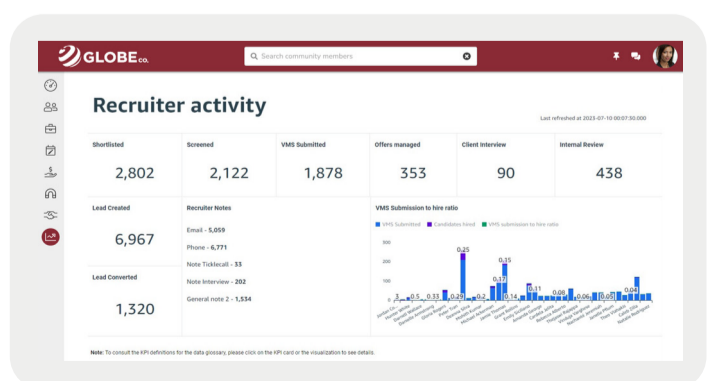 GLOBE co.
Search community members
Recruiter activity
Last refreshed at 2023-07-10 00:07:50.000
Shortlisted
2,802
Screened
2,122
VMS Submitted
1,878
Offers managed
353
Client Interview
90
Internal Review
438
Lead Created
6,967
Lead Converted
1,320
Recruiter Notes
Email - 5,059
Phone - 6,771
Note Ticklecall - 33
Note Interview - 202
General note 2 - 1,534
VMS Submission to hire ratio
VMS Submitted Candidates hired VMS submission to hire ratio
300
200
100
0
1 0.5 0.33 0.29 0.25 0.2 0.17 0.35 0.14 0.11 0.08 0.06 0.05 0.04
Note: To consult the KPI definitions for the data glossary, please click on the KPI card or the visualization to see details.